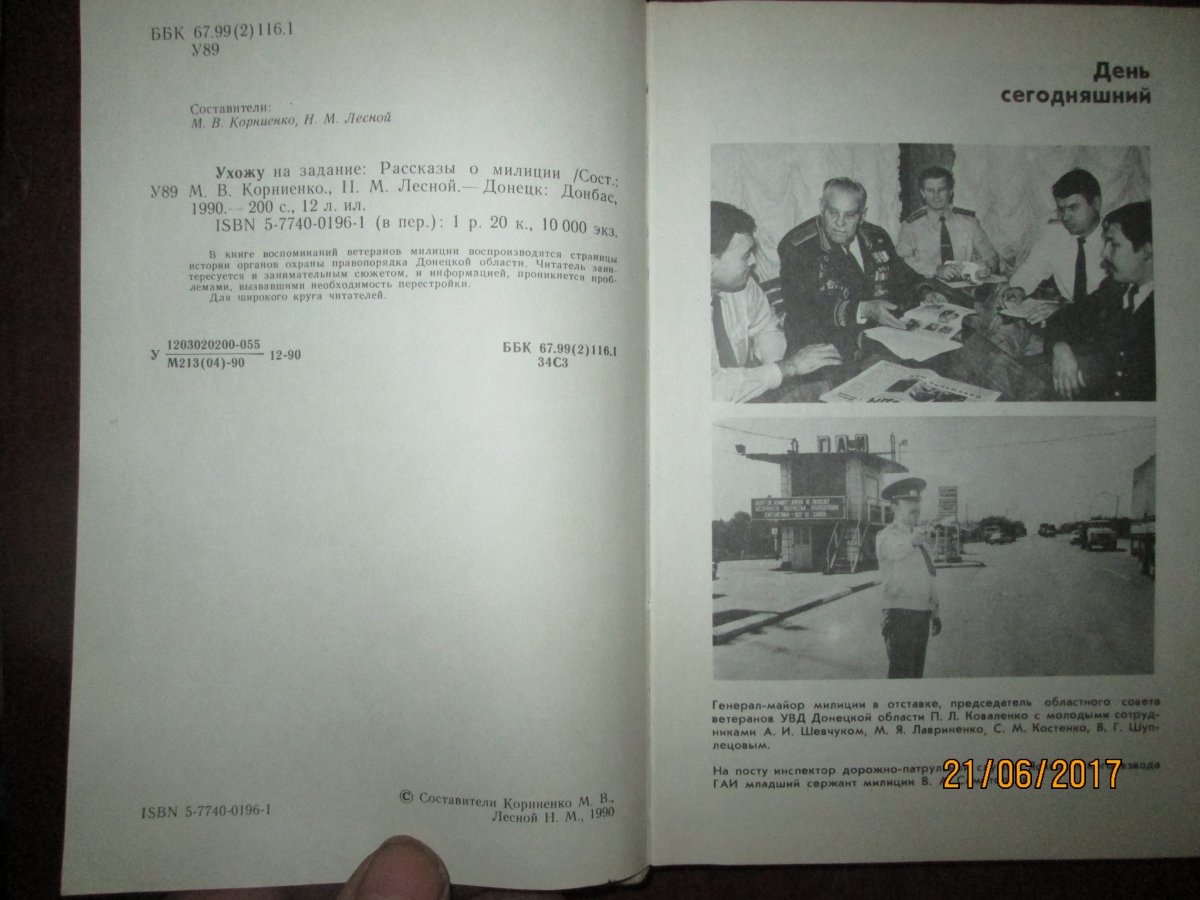 ББК 67.99(2)116.1
У89
Составители:
М. В. Корниенко, Н. М. Лесной
Ухожу на задание: Рассказы о милиции /Сост.:
У89 М. В. Корниенко., Н. М. Лесной.— Донецк: Донбас,
1990.— 200 с., 12 л. ил.
ISBN 5-7740-0196-1 (в пер.): 1 р. 20 к., 10 000 экз.
В книге воспоминаний ветеранов милиции воспроизводятся страницы
истории органов охраны правопорядка Донецкой области. Читатель заин-
тересуется и занимательным сюжетом, и информацией, проникнется проб-
лемами, вызвавшими необходимость перестройки.
Для широкого круга читателей.
У 1203020200-055 12-90
М213(04)-90
ББК 67.99(2)116.1
34С3
ISBN 5-7740-0196-1
© Составители Корниенко М. В.,
Лесной Н. М., 1990
День
сегодняшний
ГАИ
Генерал-майор милиции в отставке, председатель областного совета
ветеранов УВД Донецкой области П. Л. Коваленко с молодыми сотруд-
никами А. И. Шевчуком, М. Я. Лавриненко, С. М. Костенко, В. Г. Шуп-
лецовым.
На посту инспектор дорожно-патрульной взвода
ГАИ младший сержант милиции В.
21/06/2017